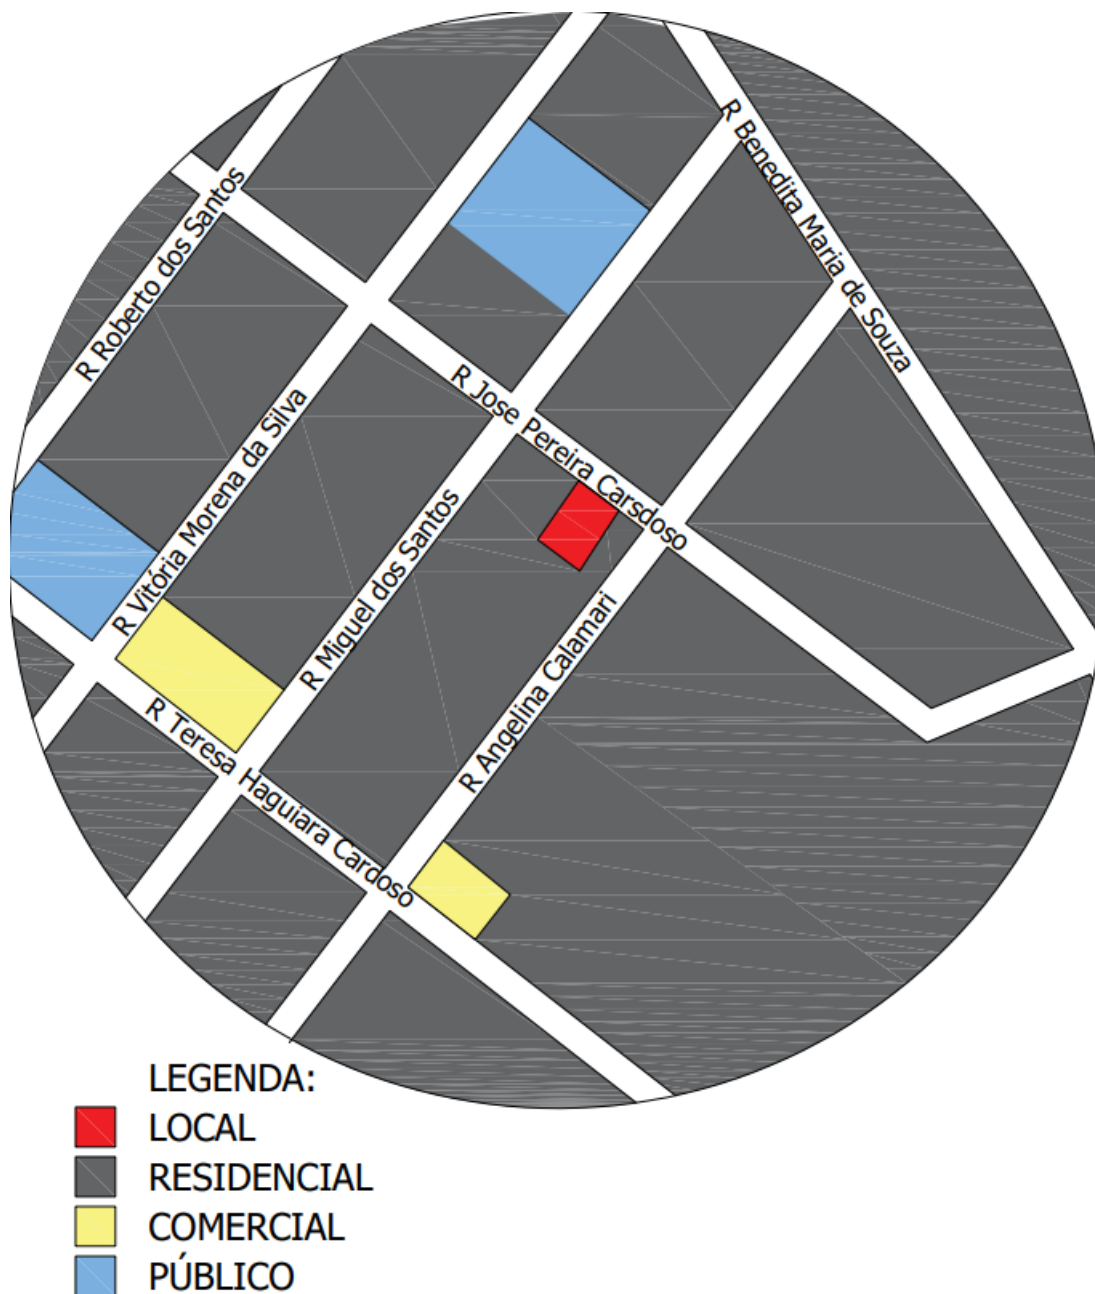 R Benedita Maria de Souza
R Roberto dos Santos
R Jose Pereira Carsdoso
R Vitória Morena da Silva
R Miguel dos Santos
R Angelina Calamari
R Teresa Haguiara Cardoso
LEGENDA:
LOCAL
RESIDENCIAL
COMERCIAL
PÚBLICO